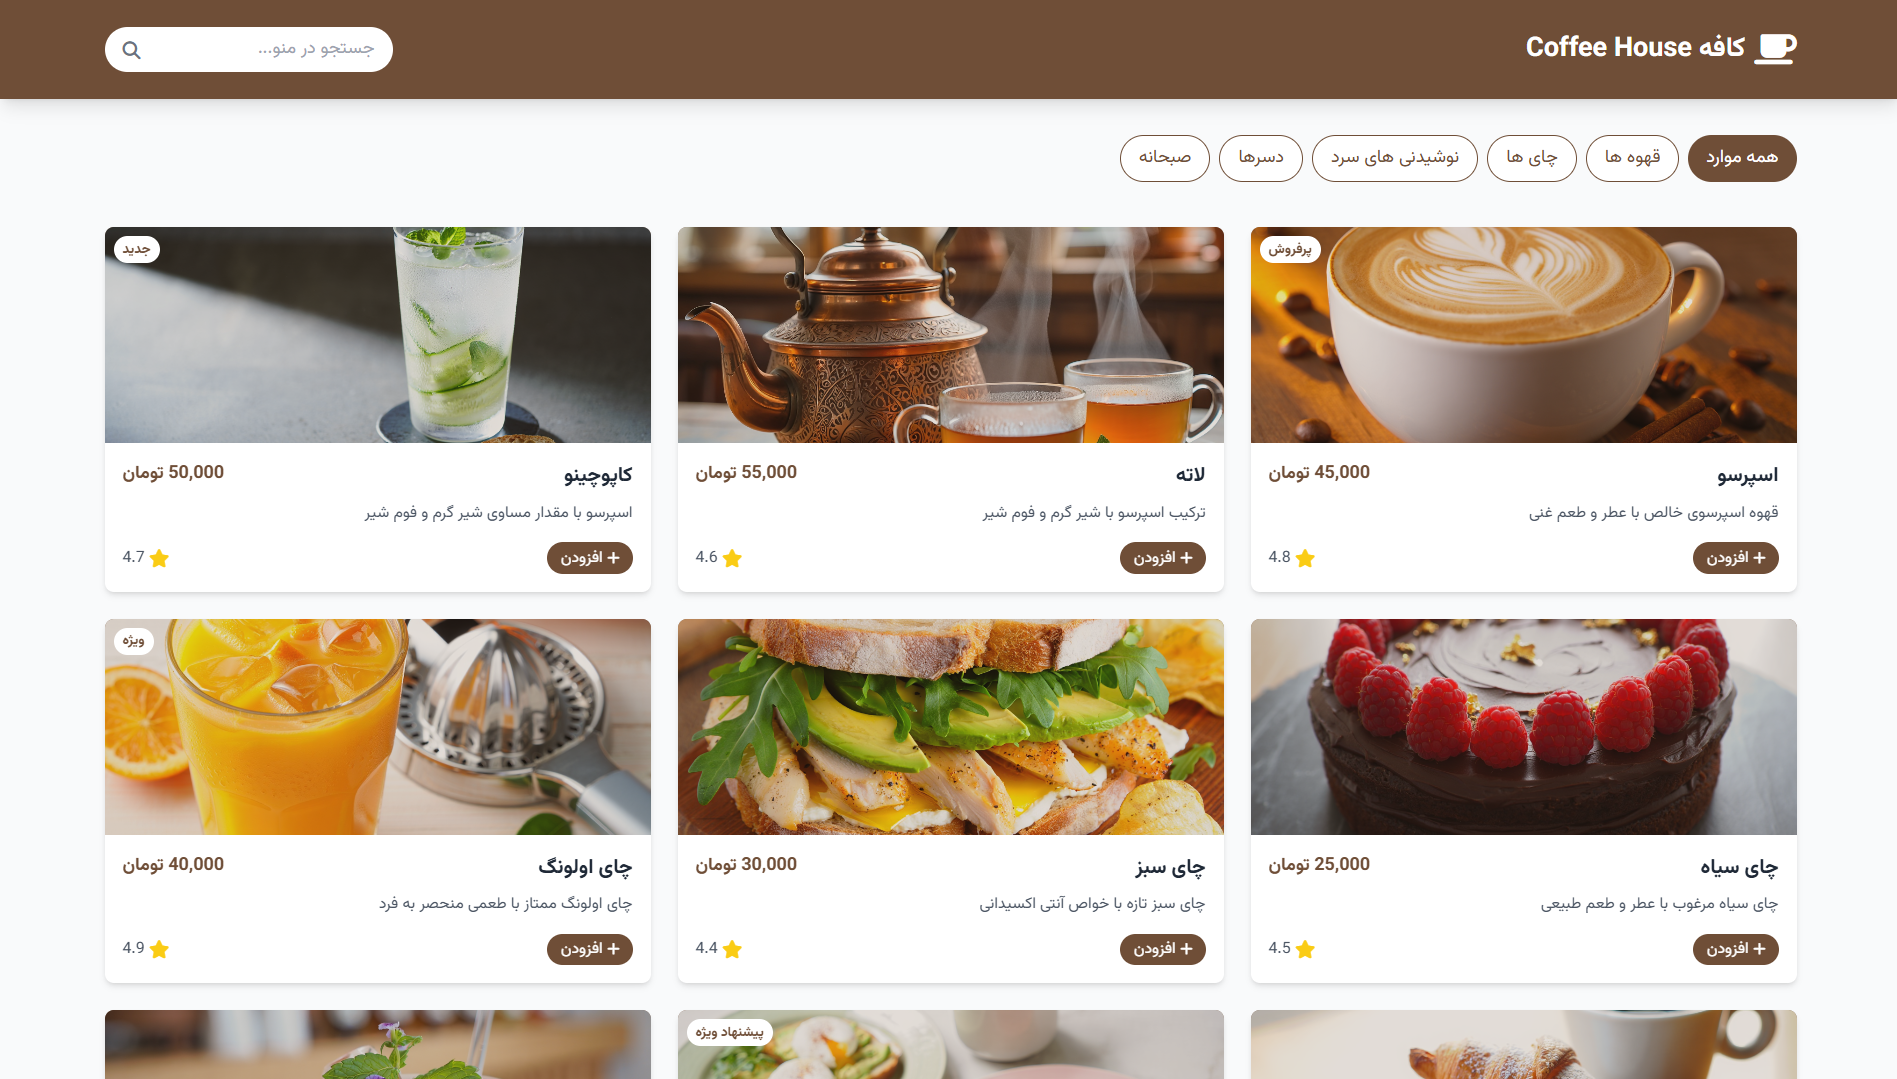 کافه Coffee House
جستجو در منو...
همه موارد
قهوه ها
چای ها
نوشیدنی های سرد
دسرها
صبحانه
پرفروش
اسپرسو
45,000 تومان
قهوه اسپرسوی خالص با عطر و طعم غنی
+ افزودن
4.8
لاته
55,000 تومان
ترکیب اسپرسو با شیر گرم و فوم شیر
+ افزودن
4.6
جدید
کاپوچینو
50,000 تومان
اسپرسو با مقدار مساوی شیر گرم و فوم شیر
+ افزودن
4.7
چای سیاه
25,000 تومان
چای سیاه مرغوب با عطر و طعم طبیعی
+ افزودن
4.5
چای سبز
30,000 تومان
چای سبز تازه با خواص آنتی اکسیدانی
+ افزودن
4.4
ویژه
چای اولونگ
40,000 تومان
چای اولونگ ممتاز با طعمی منحصر به فرد
+ افزودن
4.9
پیشنهاد ویژه